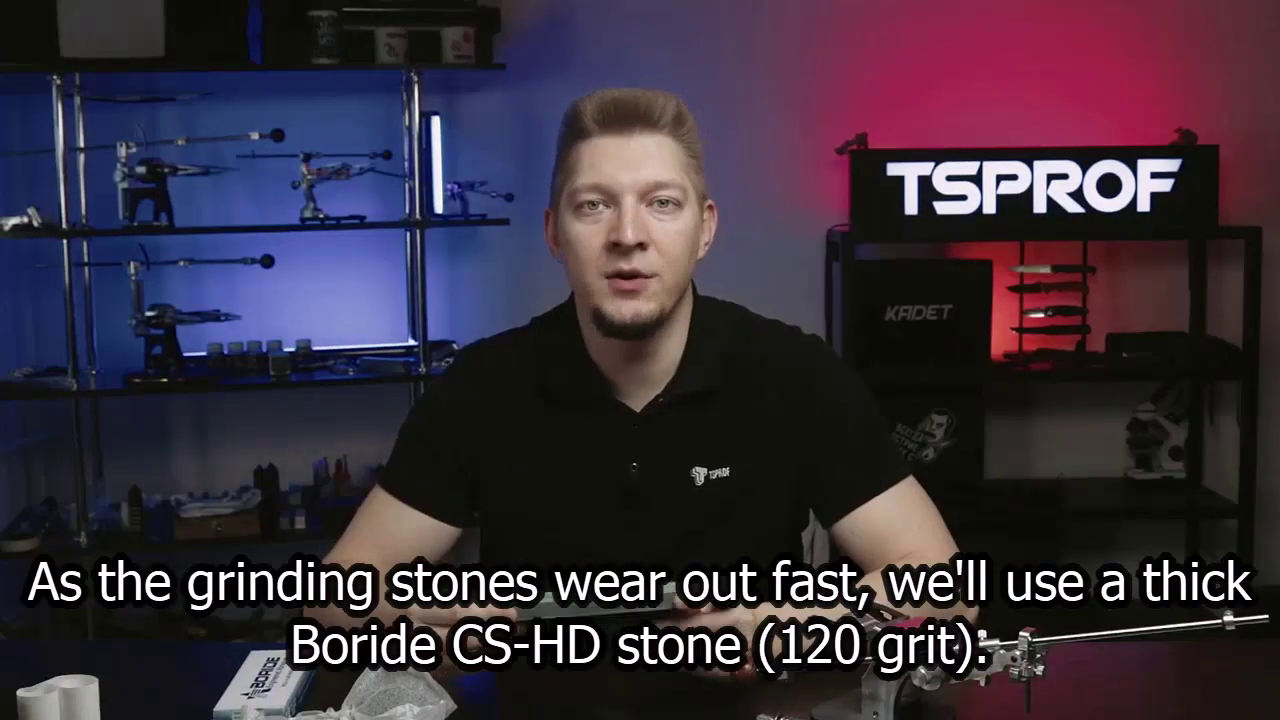 TSPROF
KADET
TSPROF
As the grinding stones wear out fast, we'll use a thick
Boride CS-HD stone (120 grit).
BORIDE